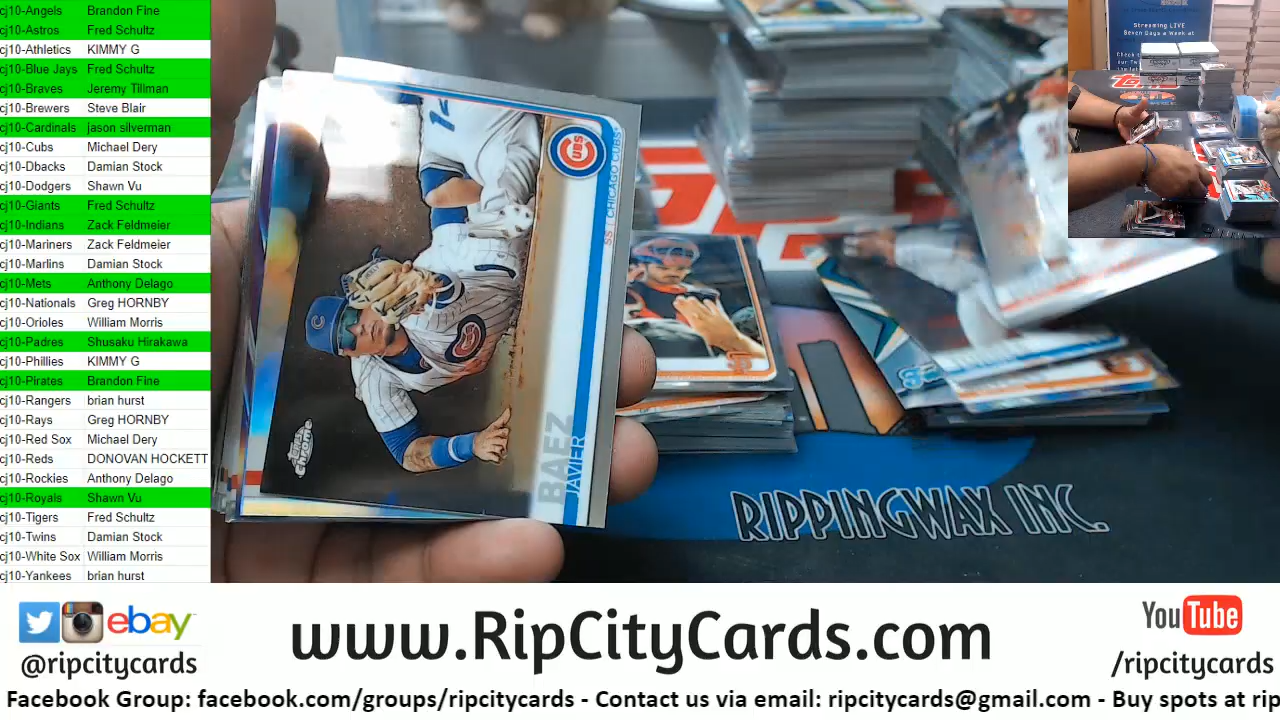 cj10-Angels Brandon Fine
cj10-Astros Fred Schultz
cj10-Athletics KIMMY G
cj10-Blue Jays Fred Schultz
cj10-Braves Jeremy Tillman
cj10-Brewers Steve Blair
cj10-Cardinals jason silverman
cj10-Cubs Michael Dery
cj10-Dbacks Damian Stock
cj10-Dodgers Shawn Vu
cj10-Giants Fred Schultz
cj10-Indians Zack Feldmeier
cj10-Mariners Zack Feldmeier
cj10-Marlins Damian Stock
cj10-Mets Anthony Delago
cj10-Nationals Greg HORNBY
cj10-Orioles William Morris
cj10-Padres Shusaku Hirakawa
cj10-Phillies KIMMY G
cj10-Pirates Brandon Fine
cj10-Rangers brian hurst
cj10-Rays Greg HORNBY
cj10-Red Sox Michael Dery
cj10-Reds DONOVAN HOCKETT
cj10-Rockies Anthony Delago
cj10-Royals Shawn Vu
cj10-Tigers Fred Schultz
cj10-Twins Damian Stock
cj10-White Sox William Morris
cj10-Yankees brian hurst
CUBS
SS | CHICAGO CUBS
JAVIER
BAEZ
TOPPS CHROME
Streaming LIVE
Seven Days a Week at
RIPPINGWAX INC.
ebay
@ripcitycards
www.RipCityCards.com
YouTube
/ripcitycards
Facebook Group: facebook.com/groups/ripcitycards - Contact us via email: ripcitycards@gmail.com - Buy spots at rip